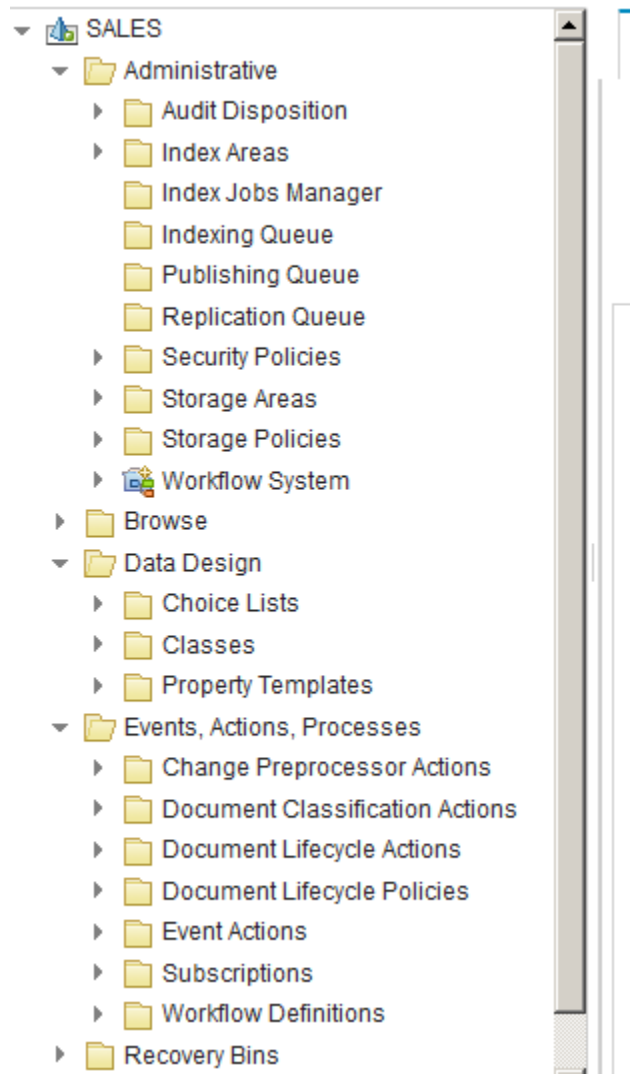 SALES
Administrative
Audit Disposition
Index Areas
Index Jobs Manager
Indexing Queue
Publishing Queue
Replication Queue
Security Policies
Storage Areas
Storage Policies
Workflow System
Browse
Data Design
Choice Lists
Classes
Property Templates
Events, Actions, Processes
Change Preprocessor Actions
Document Classification Actions
Document Lifecycle Actions
Document Lifecycle Policies
Event Actions
Subscriptions
Workflow Definitions
Recovery Bins